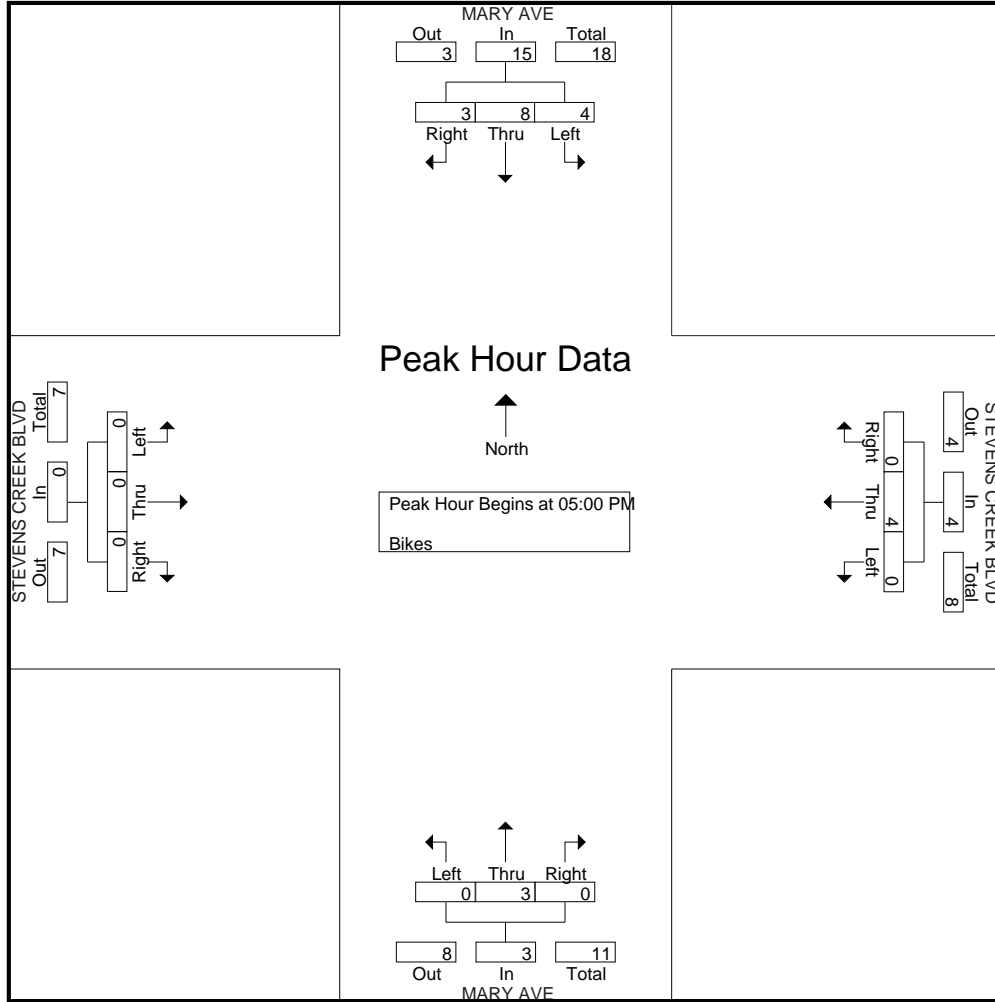 MARY AVE
Out In Total
3 15 18
3 8 4
Right Thru Left
Peak Hour Data
North
Peak Hour Begins at 05:00 PM
Bikes
STEVENS CREEK BLVD
Total In Out
7 0 7
0 0 0
Left Thru Right
STEVENS CREEK BLVD
Out In Total
4 4 8
0 4 0
Right Thru Left
Left Thru Right
0 3 0
8 3 11
Out In Total
MARY AVE